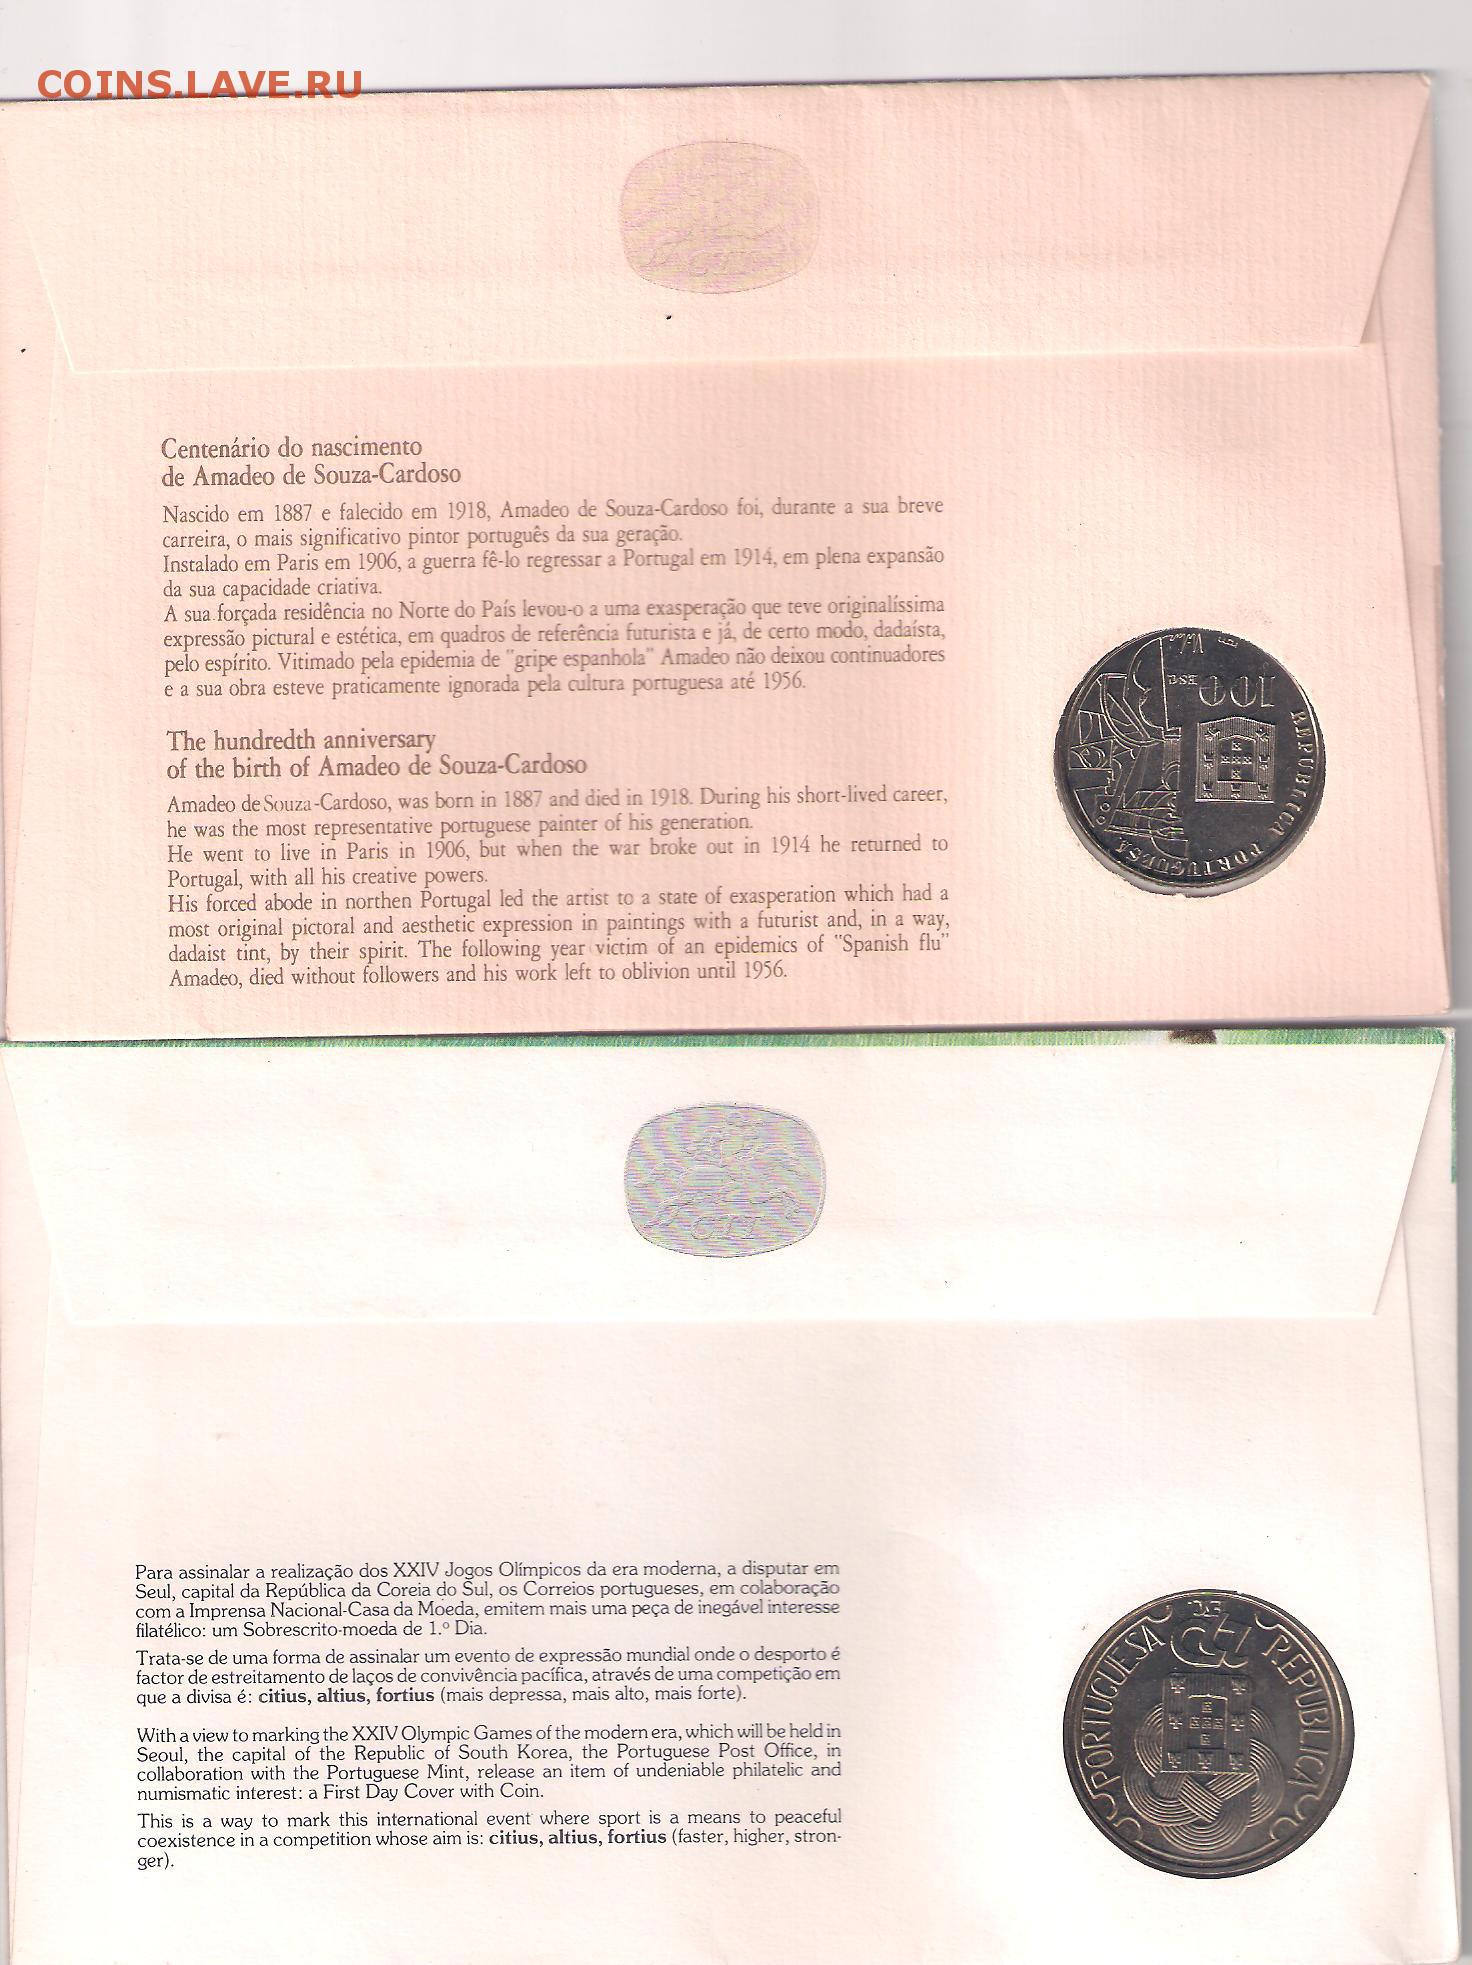 COINS.LAVE.RU
Centenário do nascimento
de Amadeo de Souza-Cardoso
Nascido em 1887 e falecido em 1918, Amadeo de Souza-Cardoso foi, durante a sua breve
carreira, o mais significativo pintor português da sua geração.
Instalado em Paris em 1906, a guerra fê-lo regressar a Portugal em 1914, em plena expansão
da sua capacidade criativa.
A sua forçada residência no Norte do País levou-o a uma exasperação que teve originalíssima
expressão pictural e estética, em quadros de referência futurista e já, de certo modo, dadaísta,
pelo espírito. Vitimado pela epidemia de "gripe espanhola" Amadeo não deixou continuadores
e a sua obra esteve praticamente ignorada pela cultura portuguesa até 1956.
The hundredth anniversary
of the birth of Amadeo de Souza-Cardoso
Amadeo de Souza-Cardoso, was born in 1887 and died in 1918. During his short-lived career,
he was the most representative portuguese painter of his generation.
He went to live in Paris in 1906, but when the war broke out in 1914 he returned to
Portugal, with all his creative powers.
His forced abode in northen Portugal led the artist to a state of exasperation which had a
most original pictoral and aesthetic expression in paintings with a futurist and, in a way,
dadaist tint, by their spirit. The following year victim of an epidemics of "Spanish flu"
Amadeo, died without followers and his work left to oblivion until 1956.
100
ESC
REPUBLICA PORTUGUESA
CTT
Para assinalar a realização dos XXIV Jogos Olímpicos da era moderna, a disputar em
Seul, capital da República da Coreia do Sul, os Correios portugueses, em colaboração
com a Imprensa Nacional-Casa da Moeda, emitem mais uma peça de inegável interesse
filatélico: um Sobrescrito-moeda de 1.º Dia.
Trata-se de uma forma de assinalar um evento de expressão mundial onde o desporto é
factor de estreitamento de laços de convivência pacífica, através de uma competição em
que a divisa é: citius, altius, fortius (mais depressa, mais alto, mais forte).
With a view to marking the XXIV Olympic Games of the modern era, which will be held in
Seoul, the capital of the Republic of South Korea, the Portuguese Post Office, in
collaboration with the Portuguese Mint, release an item of undeniable philatelic and
numismatic interest: a First Day Cover with Coin.
This is a way to mark this international event where sport is a means to peaceful
coexistence in a competition whose aim is: citius, altius, fortius (faster, higher, stron-
ger).
REPUBLICA
PORTUGUESA